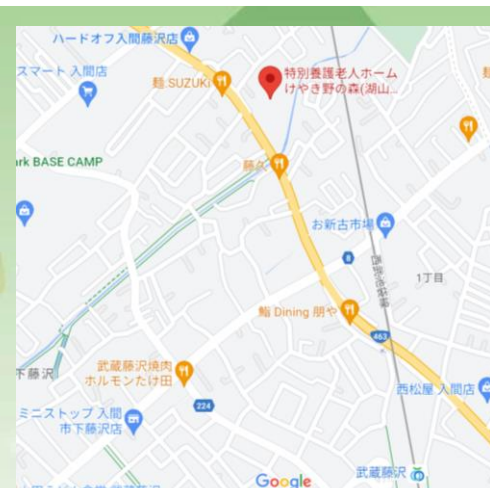 ハードオフ入間藤沢店
スマート 入間店
麺.SUZUKi
特別養護老人ホーム
けやき野の森(湖山...
ark BASE CAMP
藤久
お新古市場
8
西武池袋線
1丁目
鮨 Dining 朋や
463
武蔵藤沢焼肉
ホルモンたけ田
下藤沢
西松屋 入間店
224
ミニストップ 入間
市下藤沢店
武蔵藤沢
Google